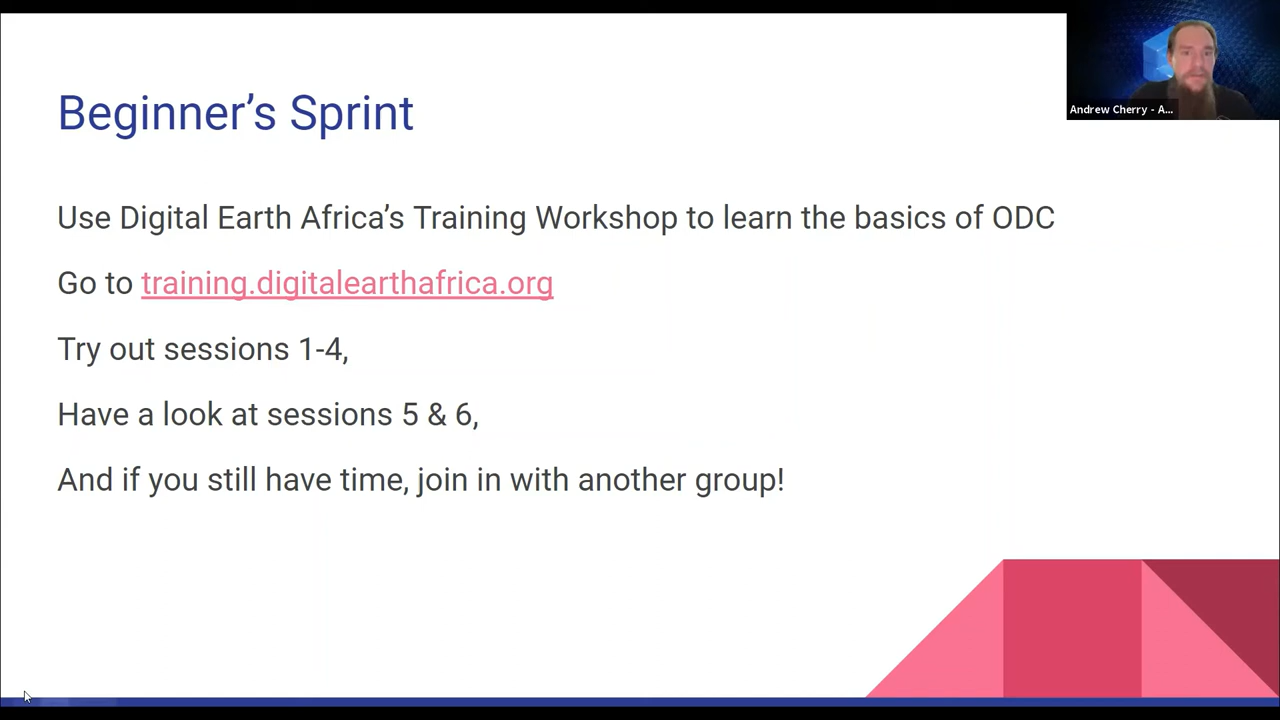 Beginner’s Sprint
Andrew Cherry - A...
Use Digital Earth Africa’s Training Workshop to learn the basics of ODC
Go to training.digitalearthafrica.org
Try out sessions 1-4,
Have a look at sessions 5 & 6,
And if you still have time, join in with another group!